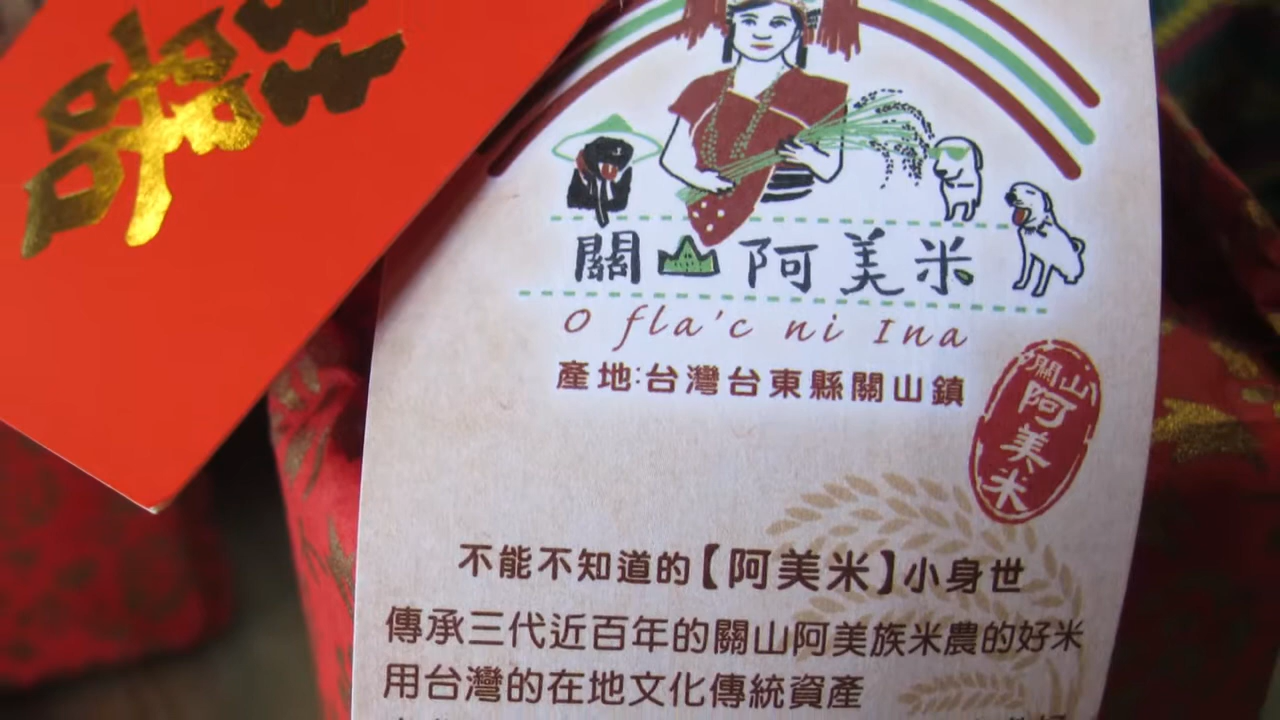 關山阿美米
O fla'c ni Ina
產地:台灣台東縣關山鎮
關山
阿美米
不能不知道的【阿美米】小身世
傳承三代近百年的關山阿美族米農的好米
用台灣的在地文化傳統資產